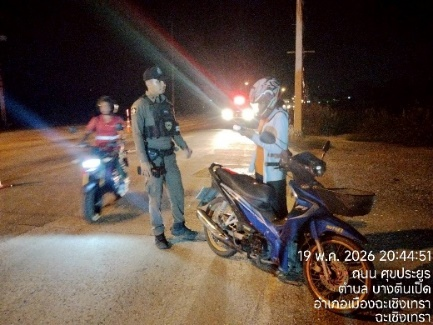 19 พ.ค. 2026 20:44:51
ถนน ศุขประยูร
ตำบล บางตีนเป็ด
อำเภอเมืองฉะเชิงเทรา
ฉะเชิงเทรา